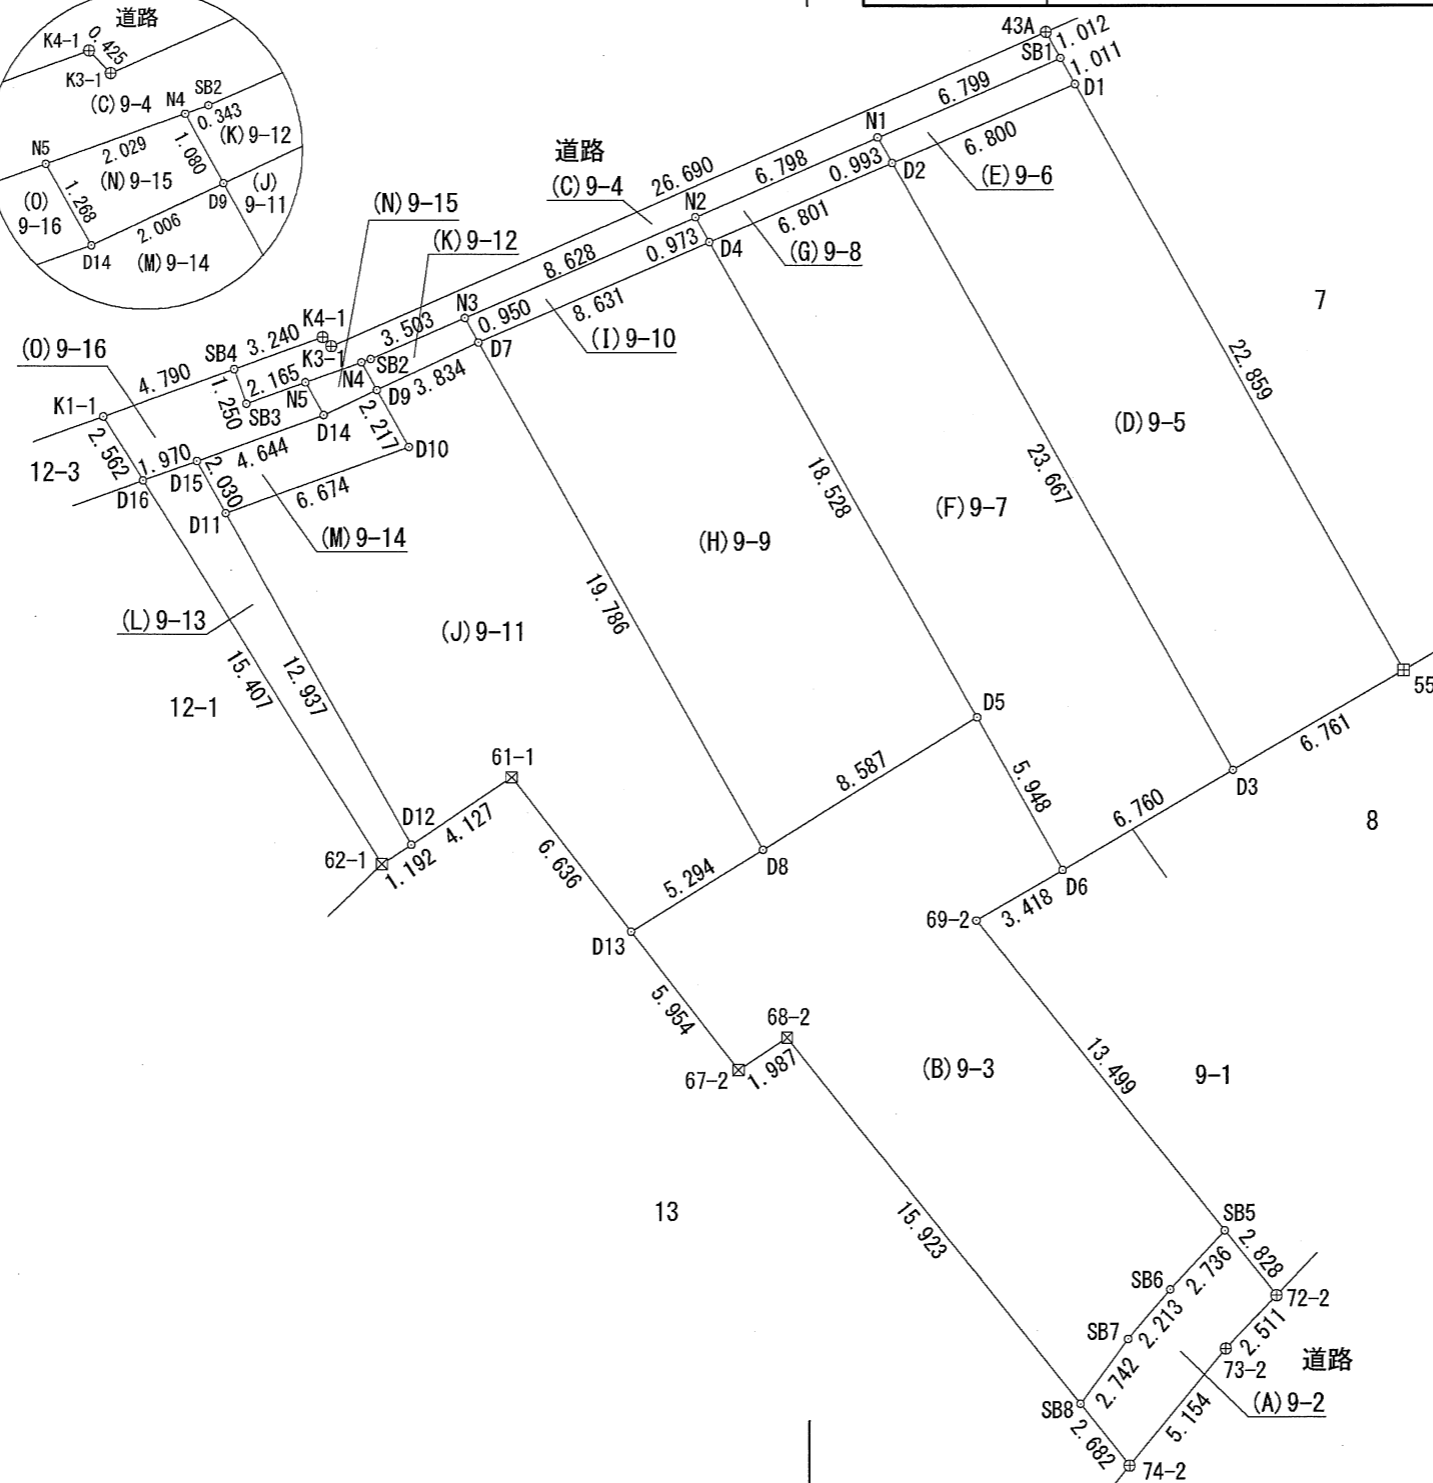 道路
K4-1
0.425
K3-1
(C)9-4
N4
SB2
0.343
(K)9-12
N5
2.029
1.080
(N)9-15
(J)
9-11
(O)
9-16
1.268
D9
2.006
D14
(M)9-14
43A
1.012
SB1
1.011
D1
6.799
N1
6.800
道路
(C)9-4
26.690
6.798
0.993
D2
(E)9-6
(N)9-15
N2
6.801
(K)9-12
0.973
D4
(G)9-8
8.628
K4-1
N3
3.503
0.950
8.631
7
(O)9-16
SB4
3.240
K3-1
SB2
D7
(I)9-10
4.790
2.165
N4
D9
3.834
22.859
K1-1
1.250
SB3
N5
D14
2.217
(D)9-5
2.562
1.970
4.644
D10
12-3
D16
D15
2.030
6.674
18.528
23.667
D11
(M)9-14
(F)9-7
(H)9-9
(L)9-13
19.786
(J)9-11
15.407
12.937
12-1
D5
55
6.761
61-1
8.587
5.948
D3
D12
4.127
6.760
8
62-1
1.192
6.636
D8
D6
5.294
69-2
3.418
D13
5.954
68-2
13.499
67-2
1.987
(B)9-3
9-1
13
15.923
SB5
2.828
SB6
2.736
72-2
SB7
2.213
2.511
道路
73-2
2.742
(A)9-2
SB8
5.154
2.682
74-2